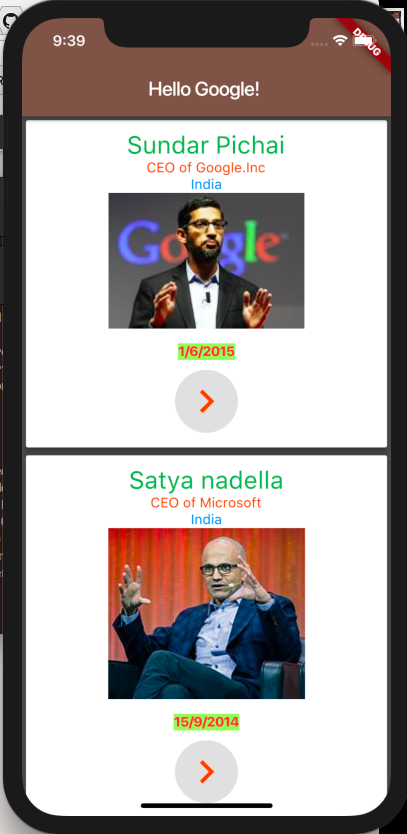 9:39
DEBUG
Hello Google!
Sundar Pichai
CEO of Google.Inc
India
Google
1/6/2015
Satya nadella
CEO of Microsoft
India
15/9/2014